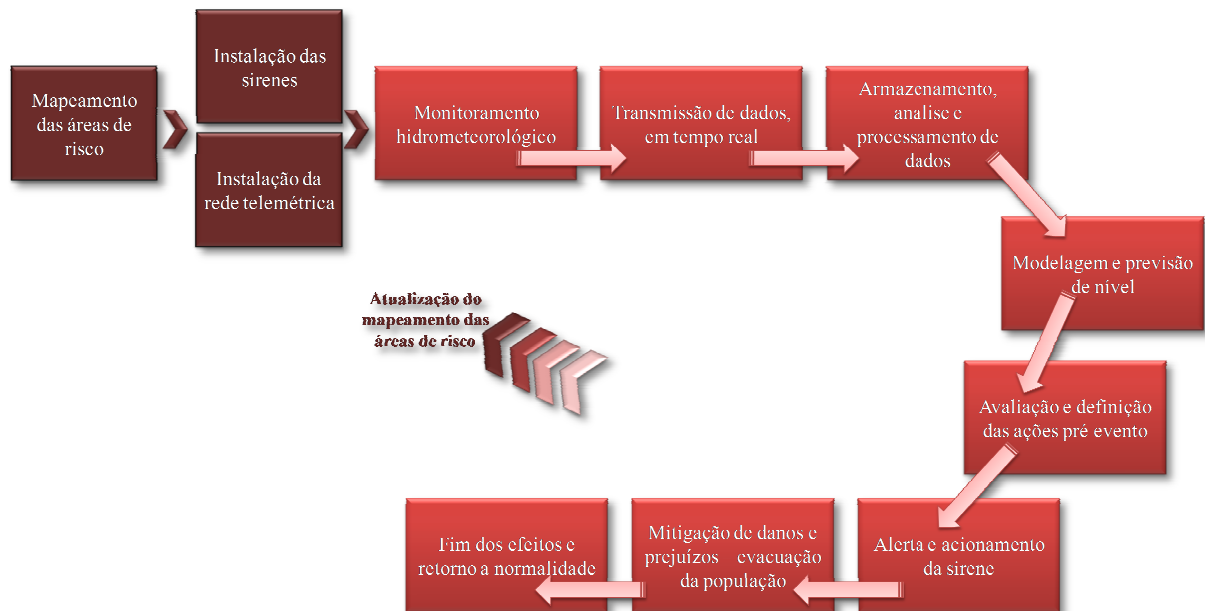 Mapeamento
das áreas de
risco
Instalação das
sirenes
Instalação da
rede telemétrica
Monitoramento
hidrometeorológico
Transmissão de dados,
em tempo real
Armazenamento,
analise e
processamento de
dados
Modelagem e previsão
de nível
Avaliação e definição
das ações pré evento
Alerta e acionamento
da sirene
Mitigação de danos e
prejuízos evacuação
da população
Fim dos efeitos e
retorno a normalidade
Atualização do
mapeamento das
áreas de risco